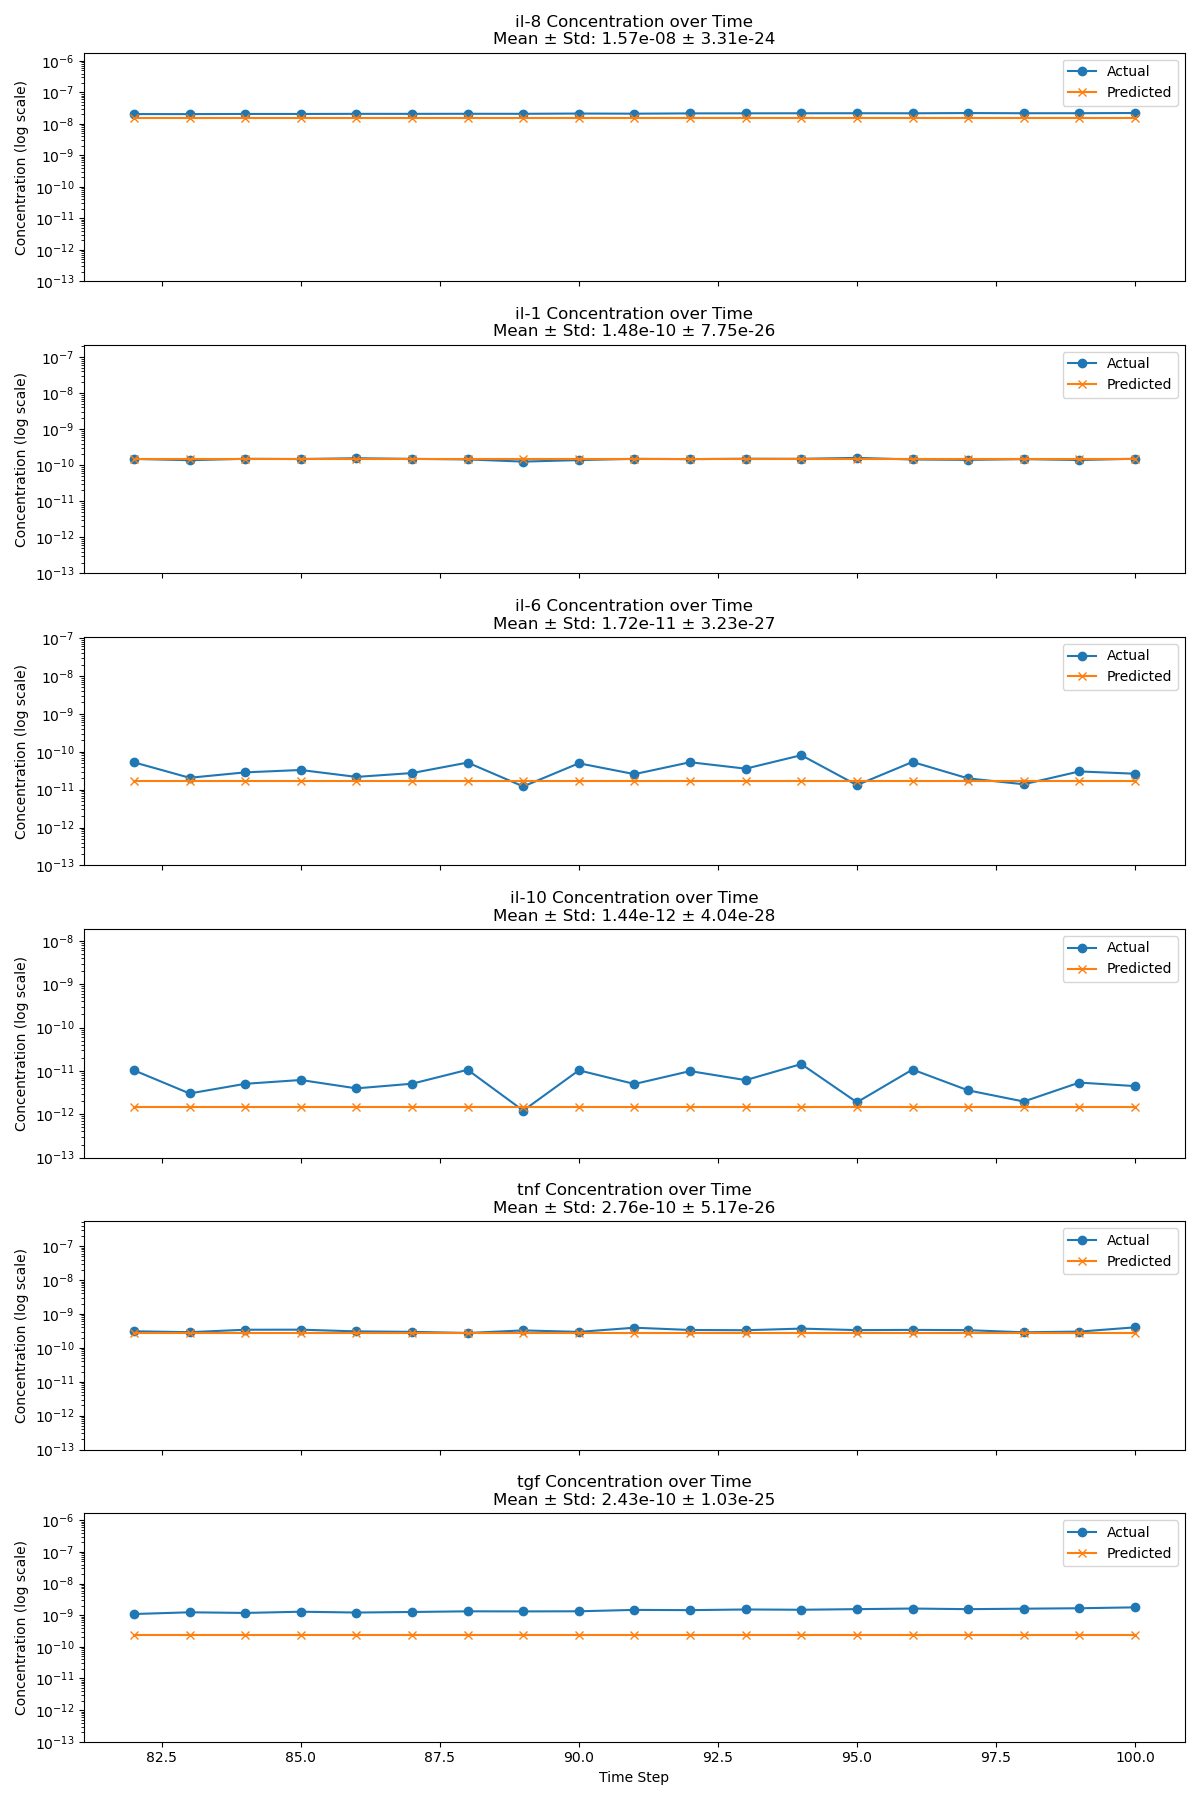 il-8 Concentration over Time
Mean ± Std: 1.57e-08 ± 3.31e-24
Concentration (log scale)
10⁻⁶
10⁻⁷
10⁻⁸
10⁻⁹
10⁻¹⁰
10⁻¹¹
10⁻¹²
10⁻¹³
Actual
Predicted
il-1 Concentration over Time
Mean ± Std: 1.48e-10 ± 7.75e-26
Concentration (log scale)
10⁻⁷
10⁻⁸
10⁻⁹
10⁻¹⁰
10⁻¹¹
10⁻¹²
10⁻¹³
Actual
Predicted
il-6 Concentration over Time
Mean ± Std: 1.72e-11 ± 3.23e-27
Concentration (log scale)
10⁻⁷
10⁻⁸
10⁻⁹
10⁻¹⁰
10⁻¹¹
10⁻¹²
10⁻¹³
Actual
Predicted
il-10 Concentration over Time
Mean ± Std: 1.44e-12 ± 4.04e-28
Concentration (log scale)
10⁻⁸
10⁻⁹
10⁻¹⁰
10⁻¹¹
10⁻¹²
10⁻¹³
Actual
Predicted
tnf Concentration over Time
Mean ± Std: 2.76e-10 ± 5.17e-26
Concentration (log scale)
10⁻⁷
10⁻⁸
10⁻⁹
10⁻¹⁰
10⁻¹¹
10⁻¹²
10⁻¹³
Actual
Predicted
tgf Concentration over Time
Mean ± Std: 2.43e-10 ± 1.03e-25
Concentration (log scale)
10⁻⁶
10⁻⁷
10⁻⁸
10⁻⁹
10⁻¹⁰
10⁻¹¹
10⁻¹²
10⁻¹³
Actual
Predicted
82.5 85.0 87.5 90.0 92.5 95.0 97.5 100.0
Time Step